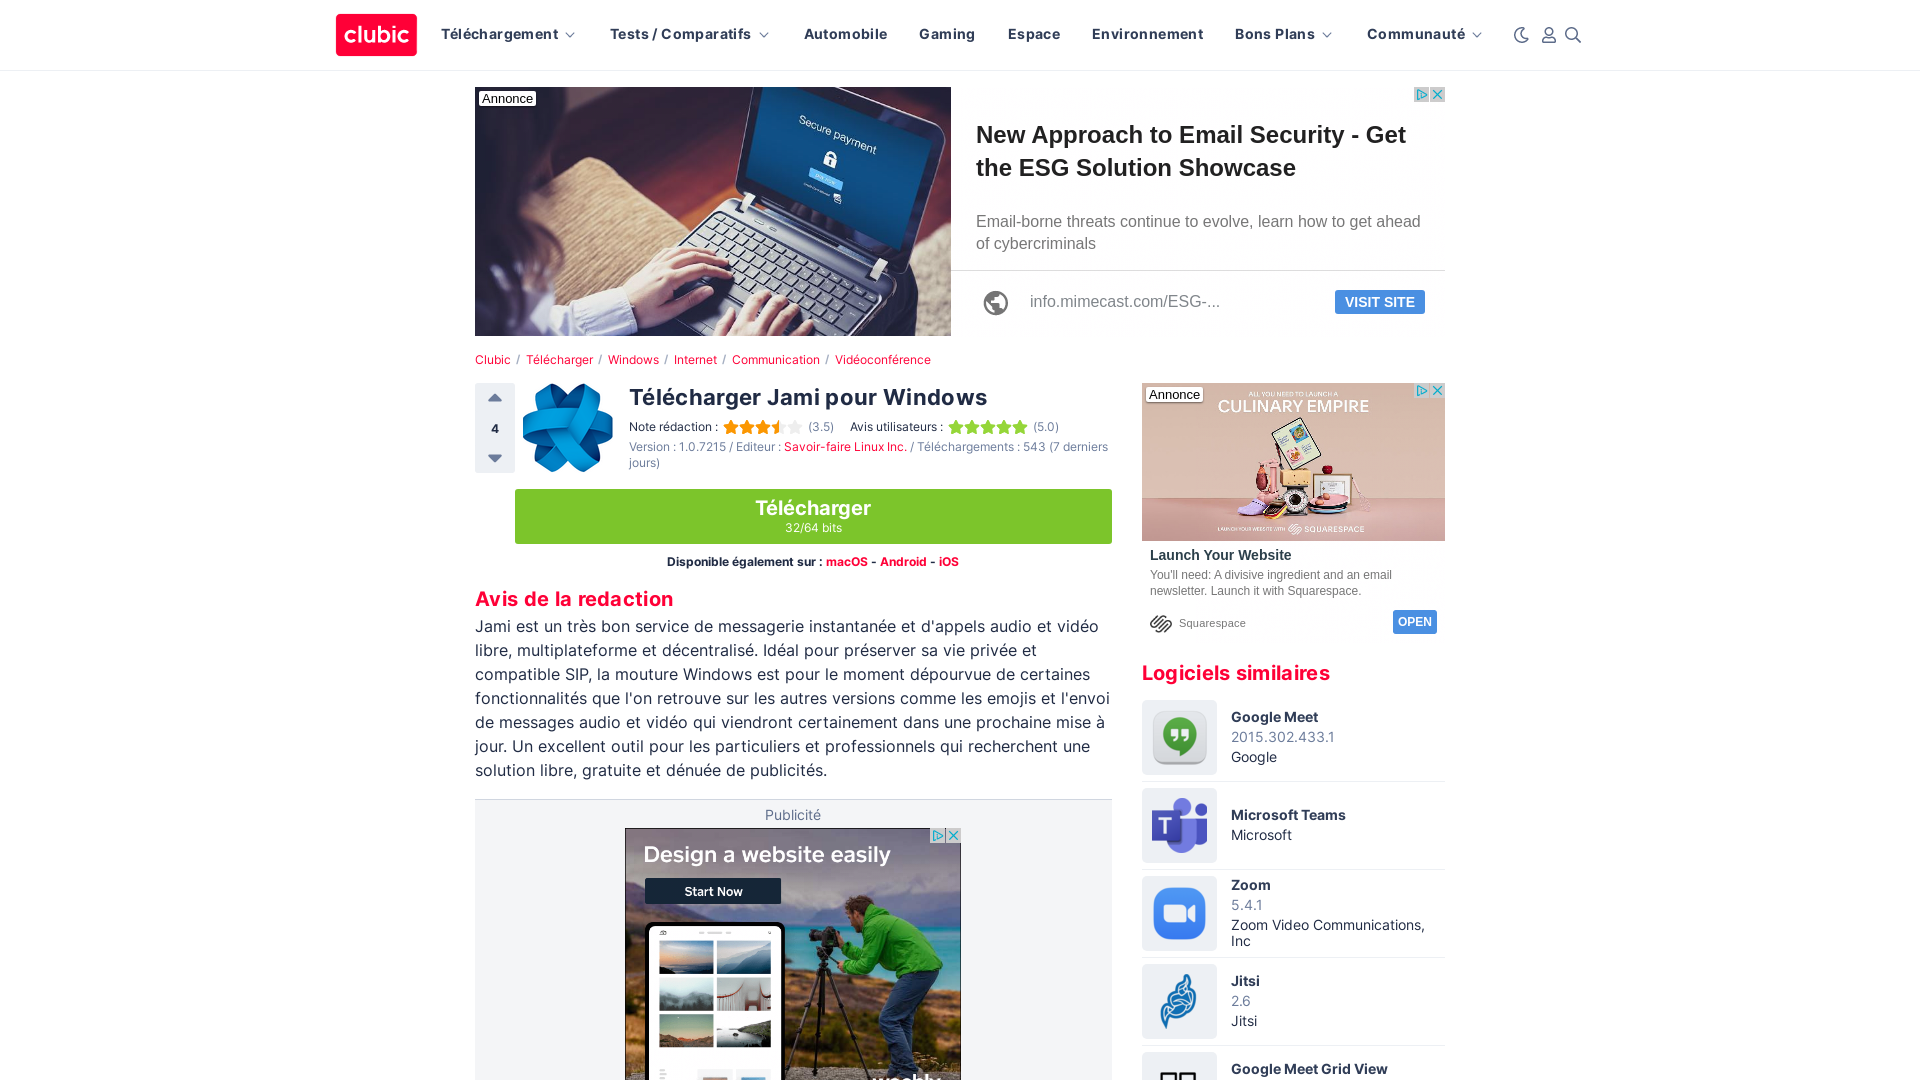 clubic
Téléchargement
Tests / Comparatifs
Automobile
Gaming
Espace
Environnement
Bons Plans
Communauté
Annonce
Secure payment
New Approach to Email Security - Get
the ESG Solution Showcase
Email-borne threats continue to evolve, learn how to get ahead
of cybercriminals
info.mimecast.com/ESG-...
VISIT SITE
Clubic / Télécharger / Windows / Internet / Communication / Vidéoconférence
4
Télécharger Jami pour Windows
Note rédaction : (3.5) Avis utilisateurs : (5.0)
Version : 1.0.7215 / Editeur : Savoir-faire Linux Inc. / Téléchargements : 543 (7 derniers
jours)
Télécharger
32/64 bits
Disponible également sur : macOS - Android - iOS
Avis de la redaction
Jami est un très bon service de messagerie instantanée et d'appels audio et vidéo
libre, multiplateforme et décentralisé. Idéal pour préserver sa vie privée et
compatible SIP, la mouture Windows est pour le moment dépourvue de certaines
fonctionnalités que l'on retrouve sur les autres versions comme les emojis et l'envoi
de messages audio et vidéo qui viendront certainement dans une prochaine mise à
jour. Un excellent outil pour les particuliers et professionnels qui recherchent une
solution libre, gratuite et dénuée de publicités.
Publicité
Design a website easily
Start Now
Annonce
ALL YOU NEED TO LAUNCH A
CULINARY EMPIRE
LAUNCH YOUR WEBSITE WITH SQUARESPACE
Launch Your Website
You'll need: A divisive ingredient and an email
newsletter. Launch it with Squarespace.
Squarespace
OPEN
Logiciels similaires
Google Meet
2015.302.433.1
Google
Microsoft Teams
Microsoft
Zoom
5.4.1
Zoom Video Communications,
Inc
Jitsi
2.6
Jitsi
Google Meet Grid View